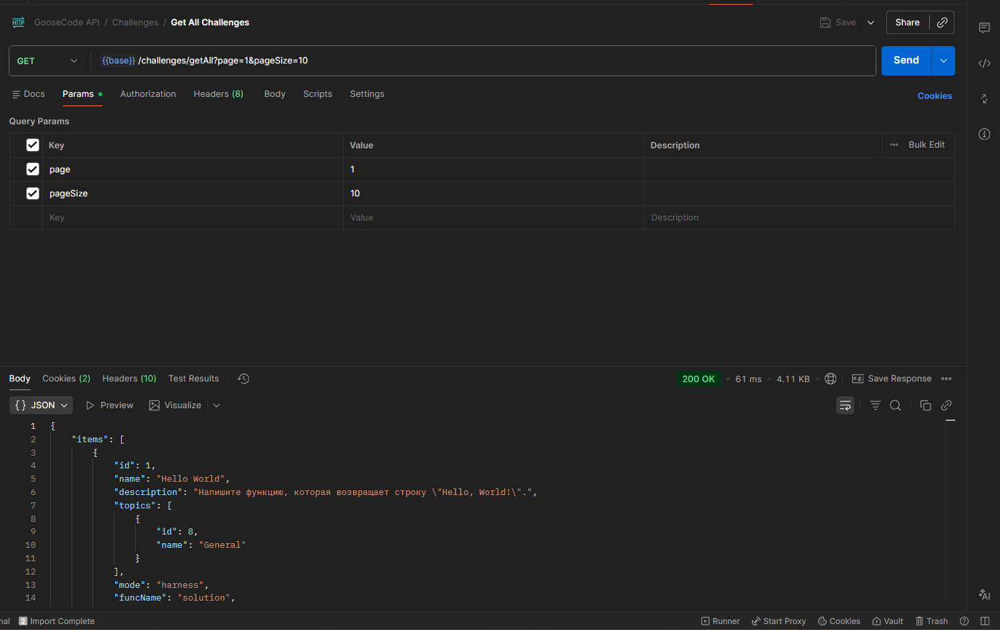 HTTP GooseCode API / Challenges / Get All Challenges Save Share
GET {{base}} /challenges/getAll?page=1&pageSize=10 Send
Docs Params Authorization Headers (8) Body Scripts Settings Cookies
Query Params
Key Value Description Bulk Edit
page 1
pageSize 10
Key Value Description
Body Cookies (2) Headers (10) Test Results 200 OK 61 ms 4.11 KB e.g. Save Response
{} JSON Preview Visualize
1 {
2 "items": [
3 {
4 "id": 1,
5 "name": "Hello World",
6 "description": "Напишите функцию, которая возвращает строку \"Hello, World!\".",
7 "topics": [
8 {
9 "id": 8,
10 "name": "General"
11 }
12 ],
13 "mode": "harness",
14 "funcName": "solution",
AI
nal 2 Import Complete Runner Start Proxy Cookies Vault Trash